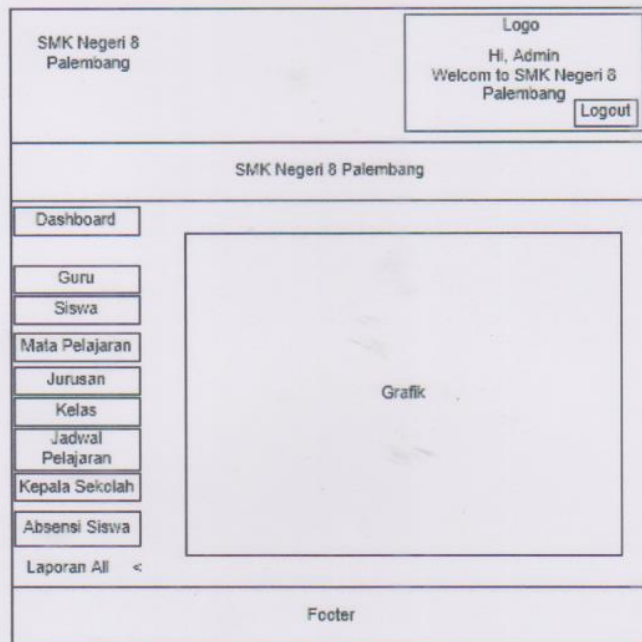 SMK Negeri 8
Palembang
Logo
Hi, Admin
Welcom to SMK Negeri 8
Palembang
Logout
SMK Negeri 8 Palembang
Dashboard
Guru
Siswa
Mata Pelajaran
Jurusan
Kelas
Jadwal
Pelajaran
Kepala Sekolah
Absensi Siswa
Laporan All <
Grafik
Footer